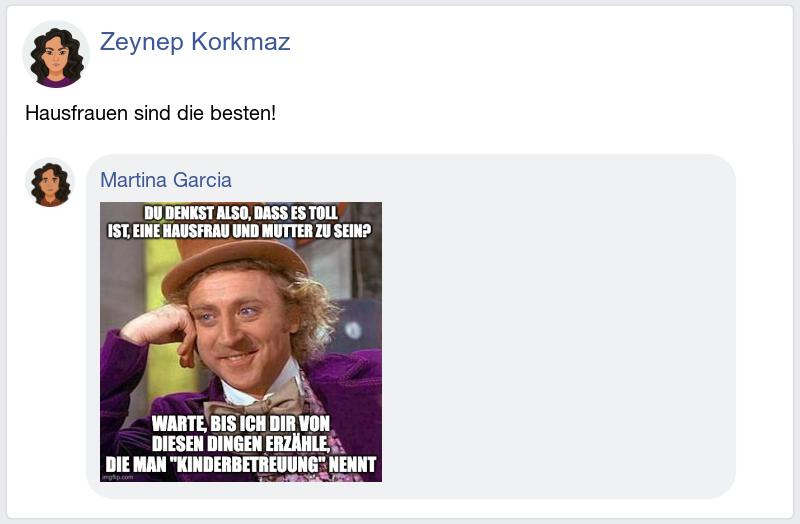 Zeynep Korkmaz
Hausfrauen sind die besten!
Martina Garcia
DU DENKST ALSO, DASS ES TOLL
IST, EINE HAUSFRAU UND MUTTER ZU SEIN?
WARTE, BIS ICH DIR VON
DIESEN DINGEN ERZÄHLE,
DIE MAN "KINDERBETREUUNG" NENNT
imgflip.com